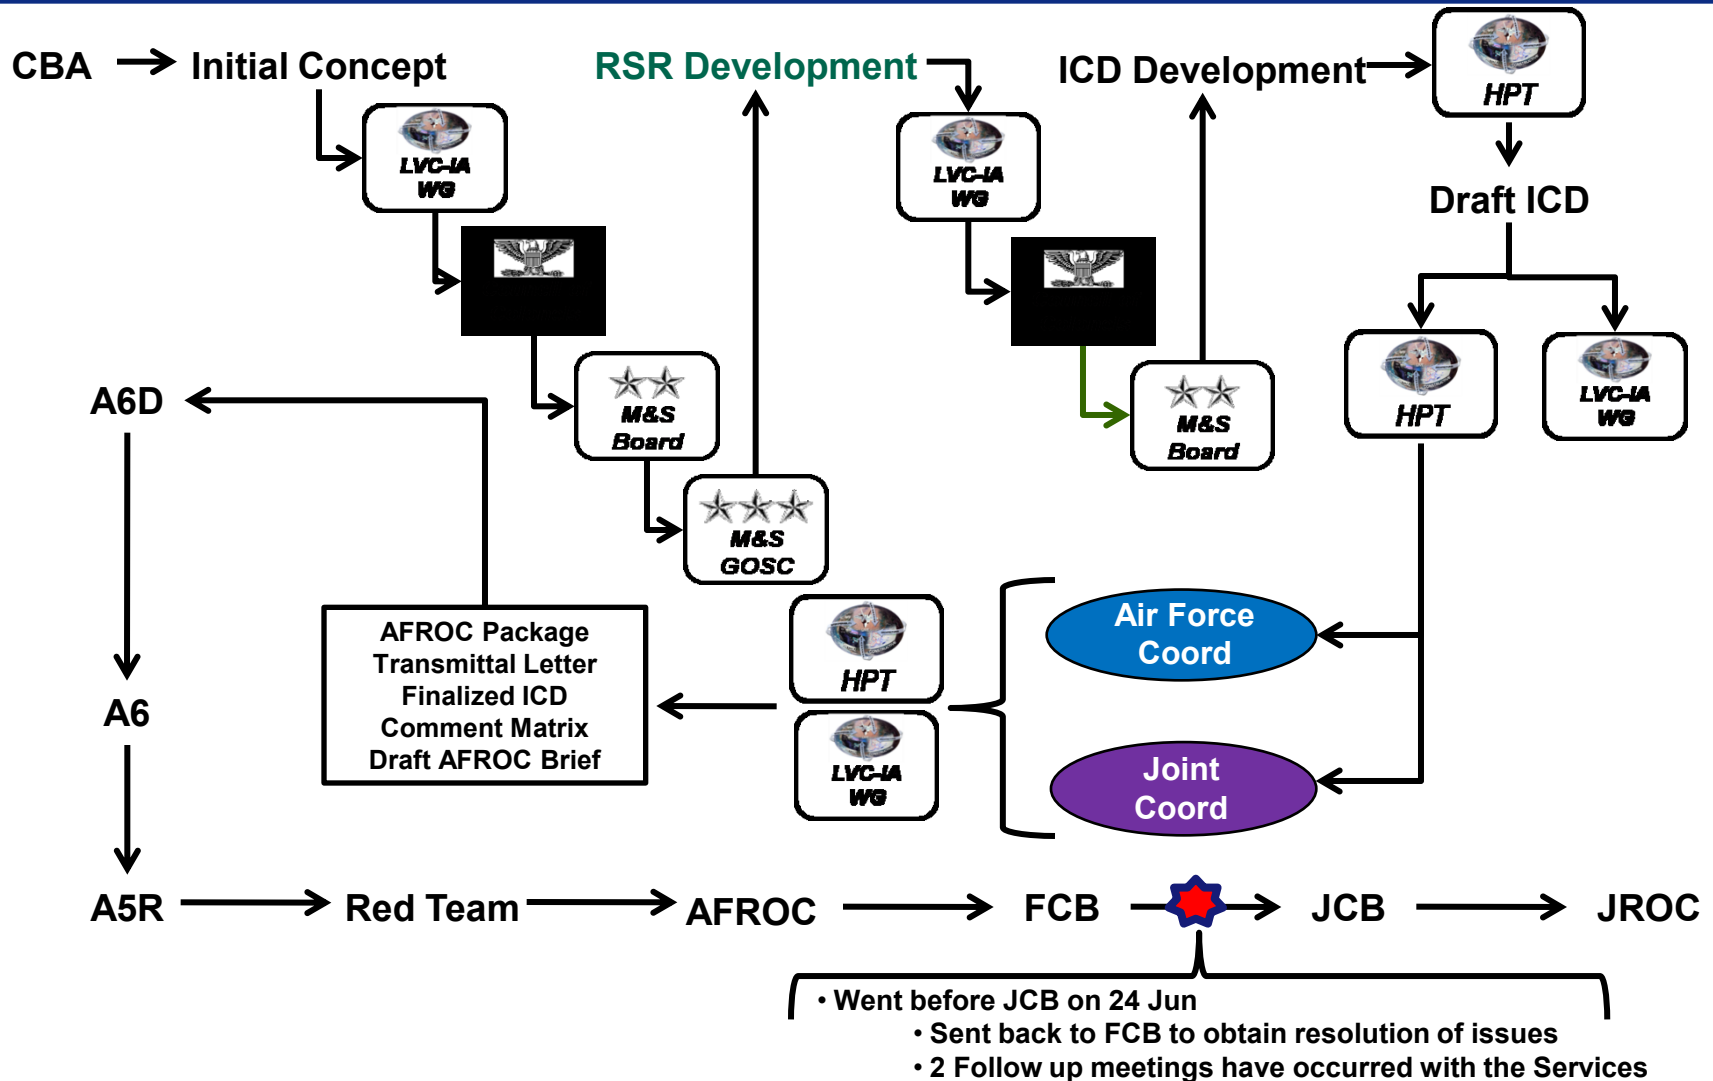 CBA
Initial Concept
RSR Development
ICD Development
HPT
LVC-IA
WG
LVC-IA
WG
Draft ICD
M&S
Board
M&S
Board
HPT
LVC-IA
WG
A6D
M&S
GOSC
AFROC Package
Transmittal Letter
Finalized ICD
Comment Matrix
Draft AFROC Brief
HPT
LVC-IA
WG
Air Force
Coord
Joint
Coord
A6
A5R
Red Team
AFROC
FCB
JCB
JROC
• Went before JCB on 24 Jun
• Sent back to FCB to obtain resolution of issues
• 2 Follow up meetings have occurred with the Services